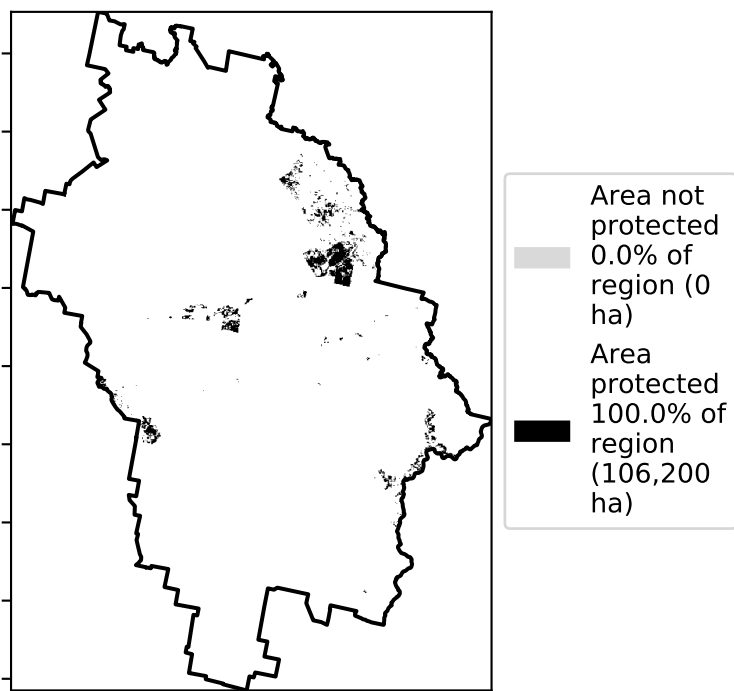 Area not
protected
0.0% of
region (0
ha)
Area
protected
100.0% of
region
(106,200
ha)